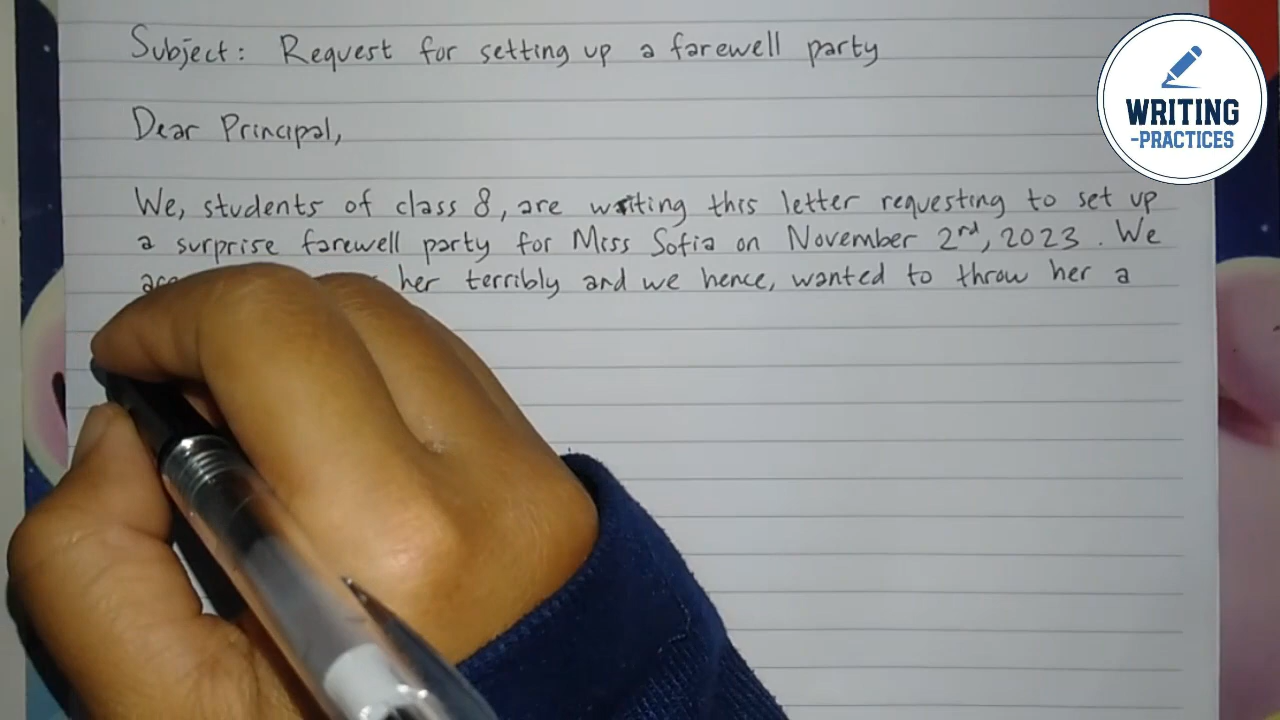 Subject: Request for setting up a farewell party
Dear Principal,
We, students of class 8, are writing this letter requesting to set up
a surprise farewell party for Miss Sofia on November 2nd, 2023. We
her terribly and we hence, wanted to throw her a
WRITING
-PRACTICES